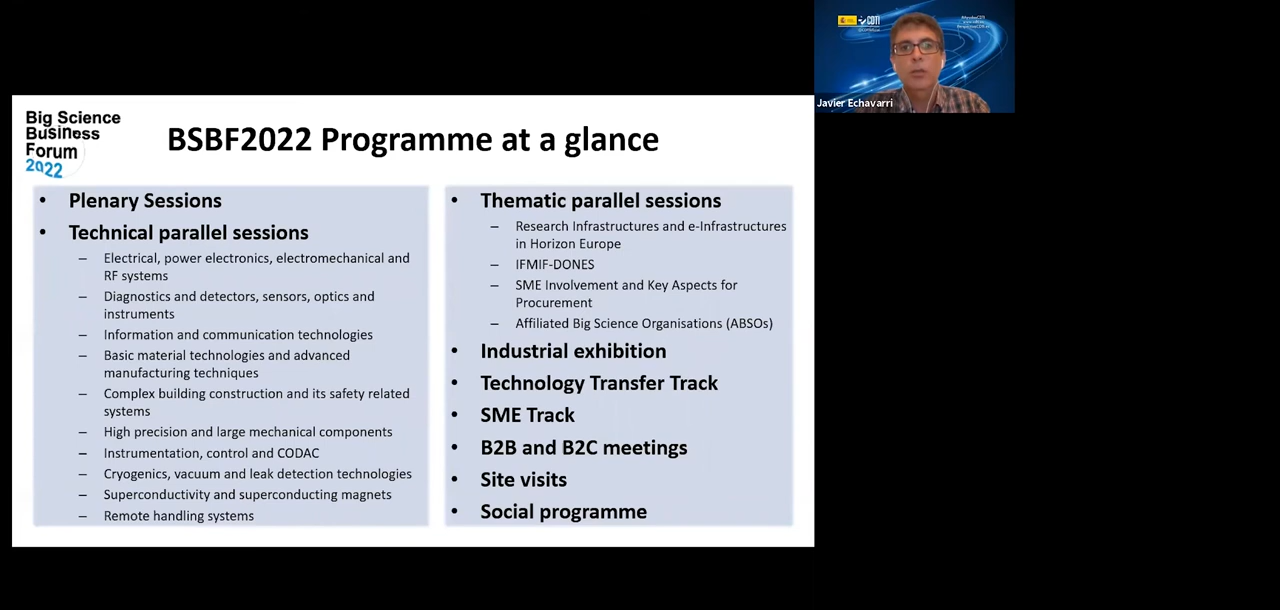 Big Science
Business
Forum
2022
BSBF2022 Programme at a glance
• Plenary Sessions
• Technical parallel sessions
– Electrical, power electronics, electromechanical and
RF systems
– Diagnostics and detectors, sensors, optics and
instruments
– Information and communication technologies
– Basic material technologies and advanced
manufacturing techniques
– Complex building construction and its safety related
systems
– High precision and large mechanical components
– Instrumentation, control and CODAC
– Cryogenics, vacuum and leak detection technologies
– Superconductivity and superconducting magnets
– Remote handling systems
• Thematic parallel sessions
– Research Infrastructures and e-Infrastructures
in Horizon Europe
– IFMIF-DONES
– SME Involvement and Key Aspects for
Procurement
– Affiliated Big Science Organisations (ABSOs)
• Industrial exhibition
• Technology Transfer Track
• SME Track
• B2B and B2C meetings
• Site visits
• Social programme
CDTI
Javier Echavarri